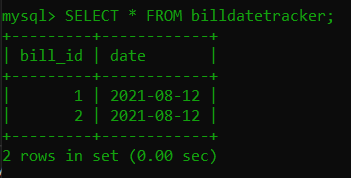 mysql> SELECT * FROM billdatetracker;
+---------+------------+
| bill_id | date       |
+---------+------------+
|       1 | 2021-08-12 |
|       2 | 2021-08-12 |
+---------+------------+
2 rows in set (0.00 sec)